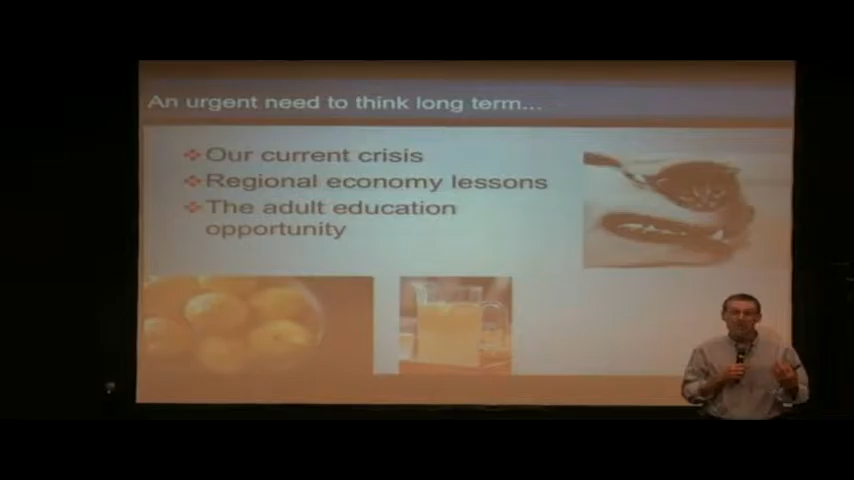 An urgent need to think long term...
Our current crisis
Regional economy lessons
The adult education
opportunity